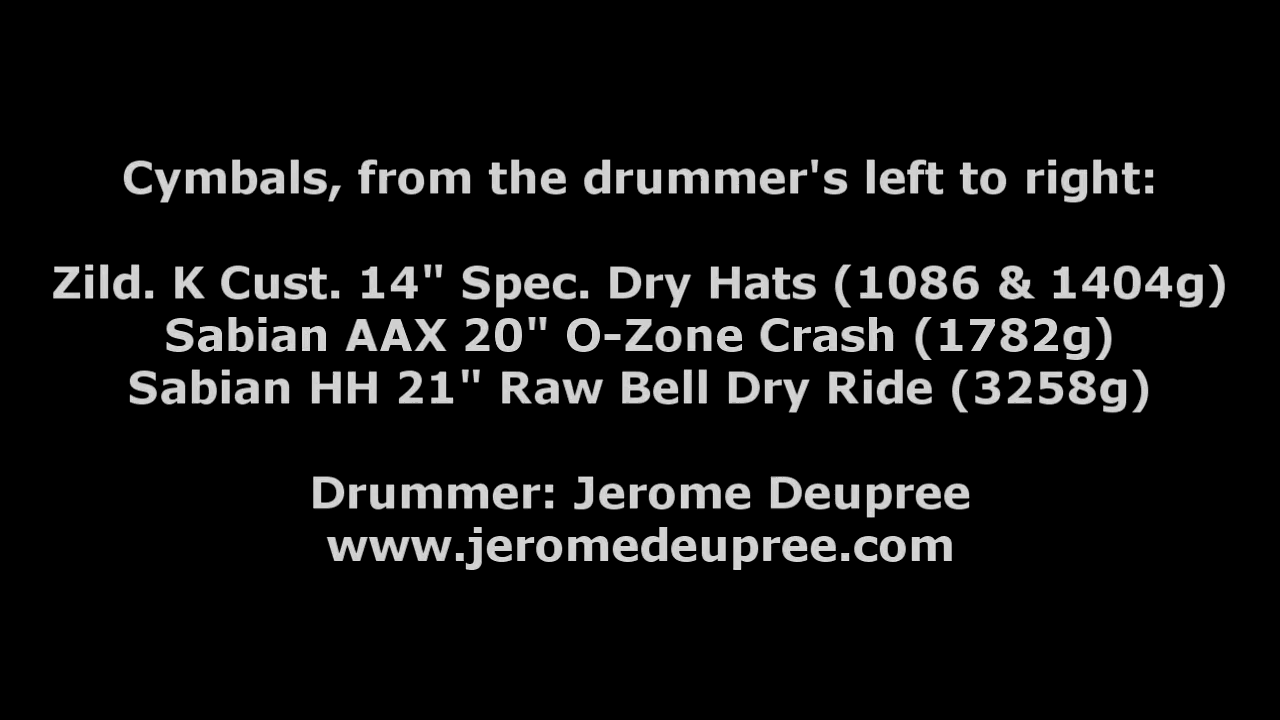 Cymbals, from the drummer's left to right:
Zild. K Cust. 14" Spec. Dry Hats (1086 & 1404g)
Sabian AAX 20" O-Zone Crash (1782g)
Sabian HH 21" Raw Bell Dry Ride (3258g)
Drummer: Jerome Deupree
www.jeromedeupree.com